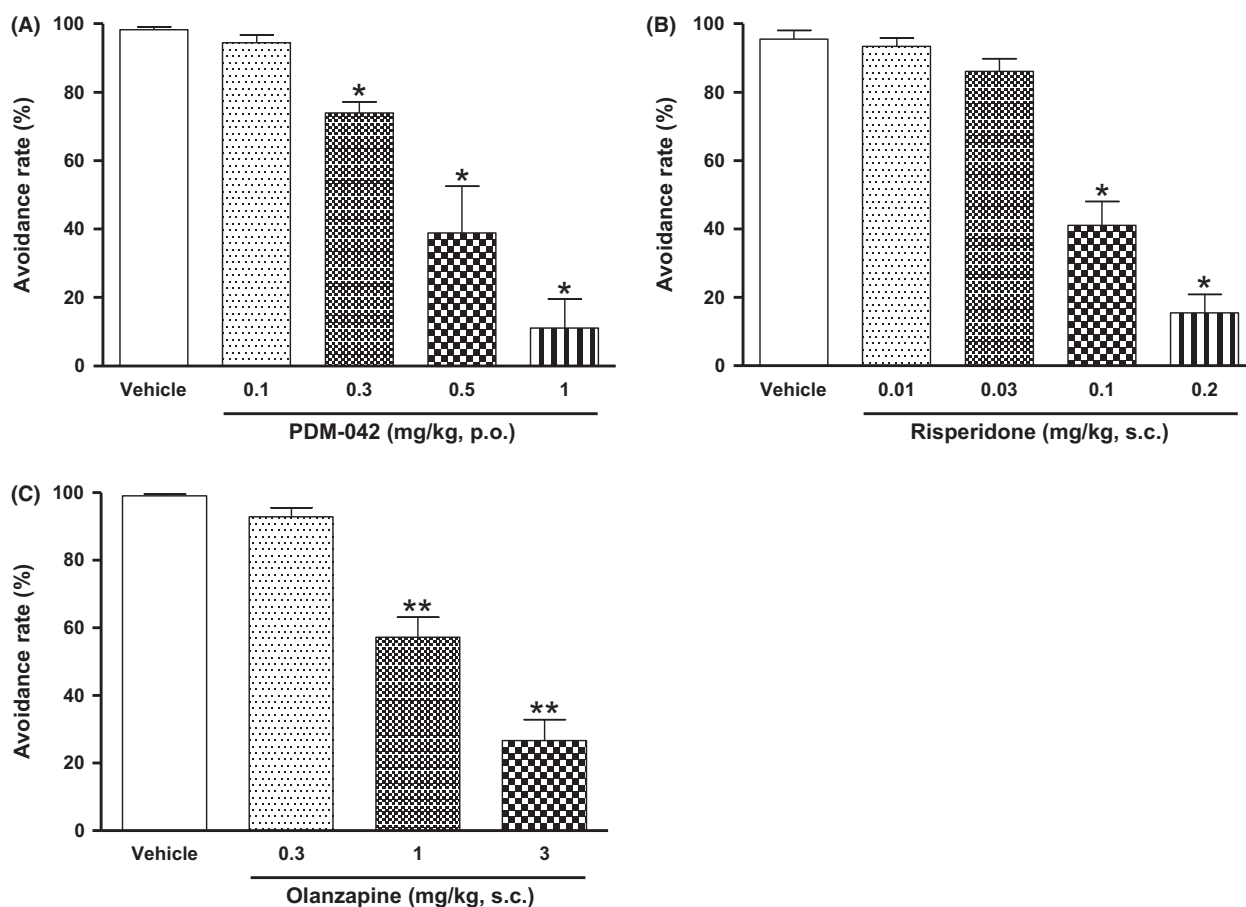 (A)
Avoidance rate (%)
100
80
60
40
20
0
*
*
*
Vehicle 0.1 0.3 0.5 1
PDM-042 (mg/kg, p.o.)
(B)
Avoidance rate (%)
100
80
60
40
20
0
*
*
Vehicle 0.01 0.03 0.1 0.2
Risperidone (mg/kg, s.c.)
(C)
Avoidance rate (%)
100
80
60
40
20
0
**
**
Vehicle 0.3 1 3
Olanzapine (mg/kg, s.c.)